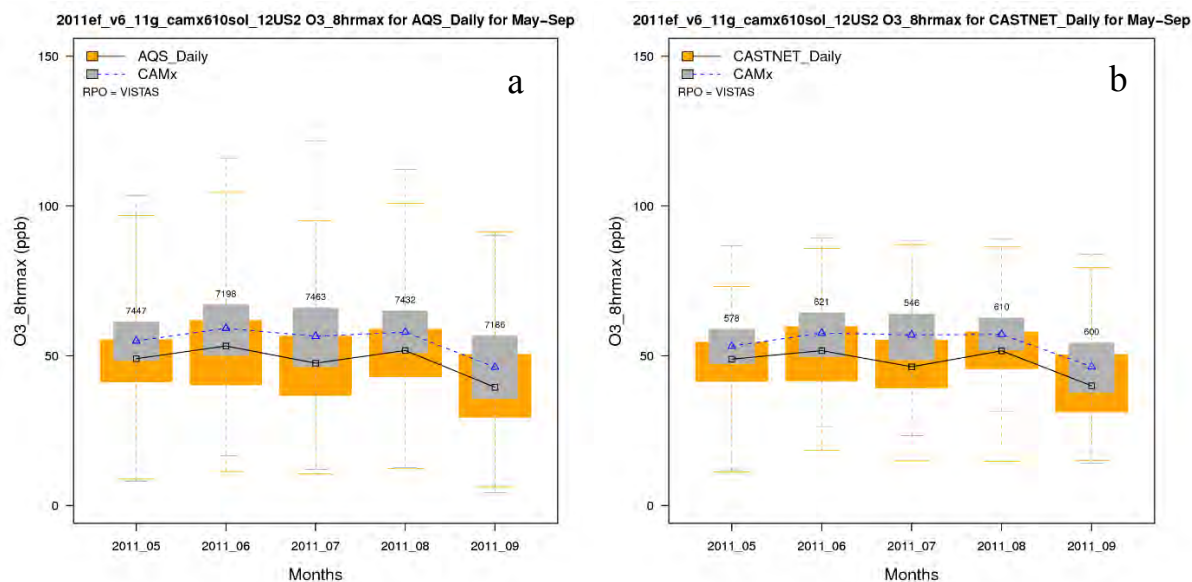 2011ef_v6_11g_camx610sol_12US2 O3_8hrmax for AQS_Daily for May-Sep
AQS_Daily
CAMx
RPO = VISTAS
a
150
100
50
0
O3_8hrmax (ppb)
7447
7198
7463
7432
7186
2011_05
2011_06
2011_07
2011_08
2011_09
Months
2011ef_v6_11g_camx610sol_12US2 O3_8hrmax for CASTNET_Daily for May-Sep
CASTNET_Daily
CAMx
RPO = VISTAS
b
150
100
50
0
O3_8hrmax (ppb)
578
621
546
610
600
2011_05
2011_06
2011_07
2011_08
2011_09
Months